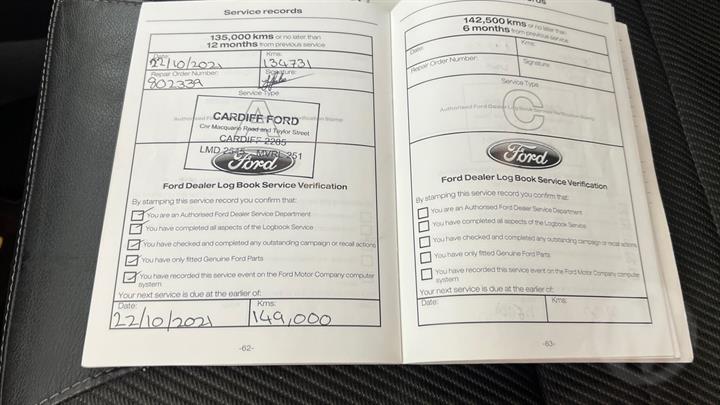 Service records
135,000 kms or no later than
12 months from previous service
Date:
22/10/2021
Kms:
134731
Repair Order Number:
802339
Signature:
Service Type
A
CARDIFF FORD
Cnr Macquarie Road and Taylor Street
CARDIFF 2285
LMD 2545 MVRL 251
Ford
Ford Dealer Log Book Service Verification
By stamping this service record you confirm that:
You are an Authorised Ford Dealer Service Department
You have completed all aspects of the Logbook Service
You have checked and completed any outstanding campaign or recall actions
You have only fitted Genuine Ford Parts
You have recorded this service event on the Ford Motor Company computer
system
Your next service is due at the earlier of:
Date:
22/10/2021
Kms:
149,000
-62-
142,500 kms or no later than
6 months from previous service
Date:
Kms:
Repair Order Number:
Signature
Service Type
C
Authorised Ford Dealer Log Book Service Verification Stamp
Ford
Ford Dealer Log Book Service Verification
By stamping this service record you confirm that:
You are an Authorised Ford Dealer Service Department
You have completed all aspects of the Logbook Service
You have checked and completed any outstanding campaign or recall actions
You have only fitted Genuine Ford Parts
You have recorded this service event on the Ford Motor Company computer
system
Your next service is due at the earlier of:
Date:
Kms:
-63-